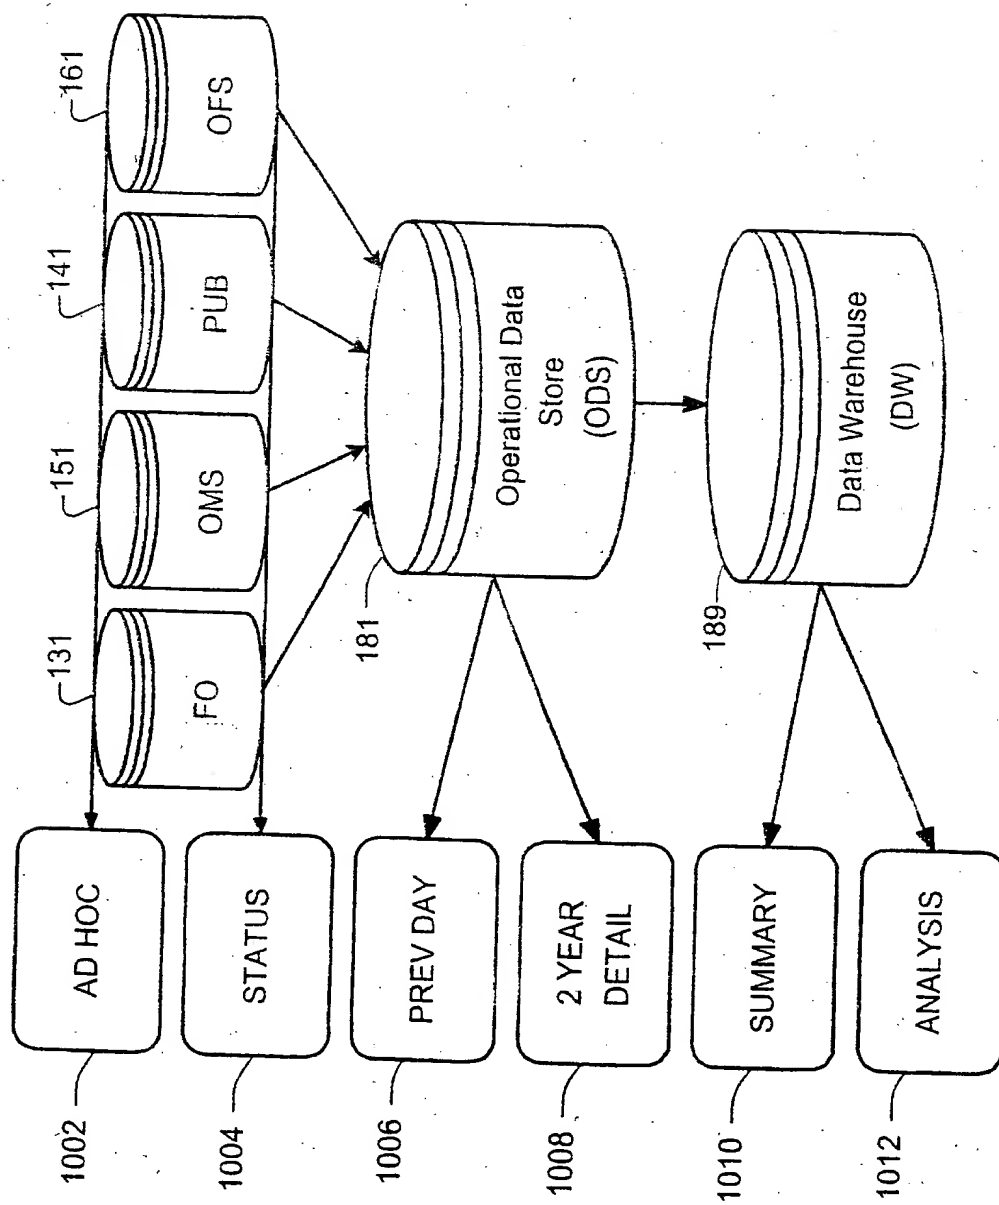 1002
AD HOC
131
FO
151
OMS
141
PUB
161
OFS
1004
STATUS
1006
PREV DAY
181
Operational Data
Store
(ODS)
1008
2 YEAR
DETAIL
1010
SUMMARY
189
Data Warehouse
(DW)
1012
ANALYSIS